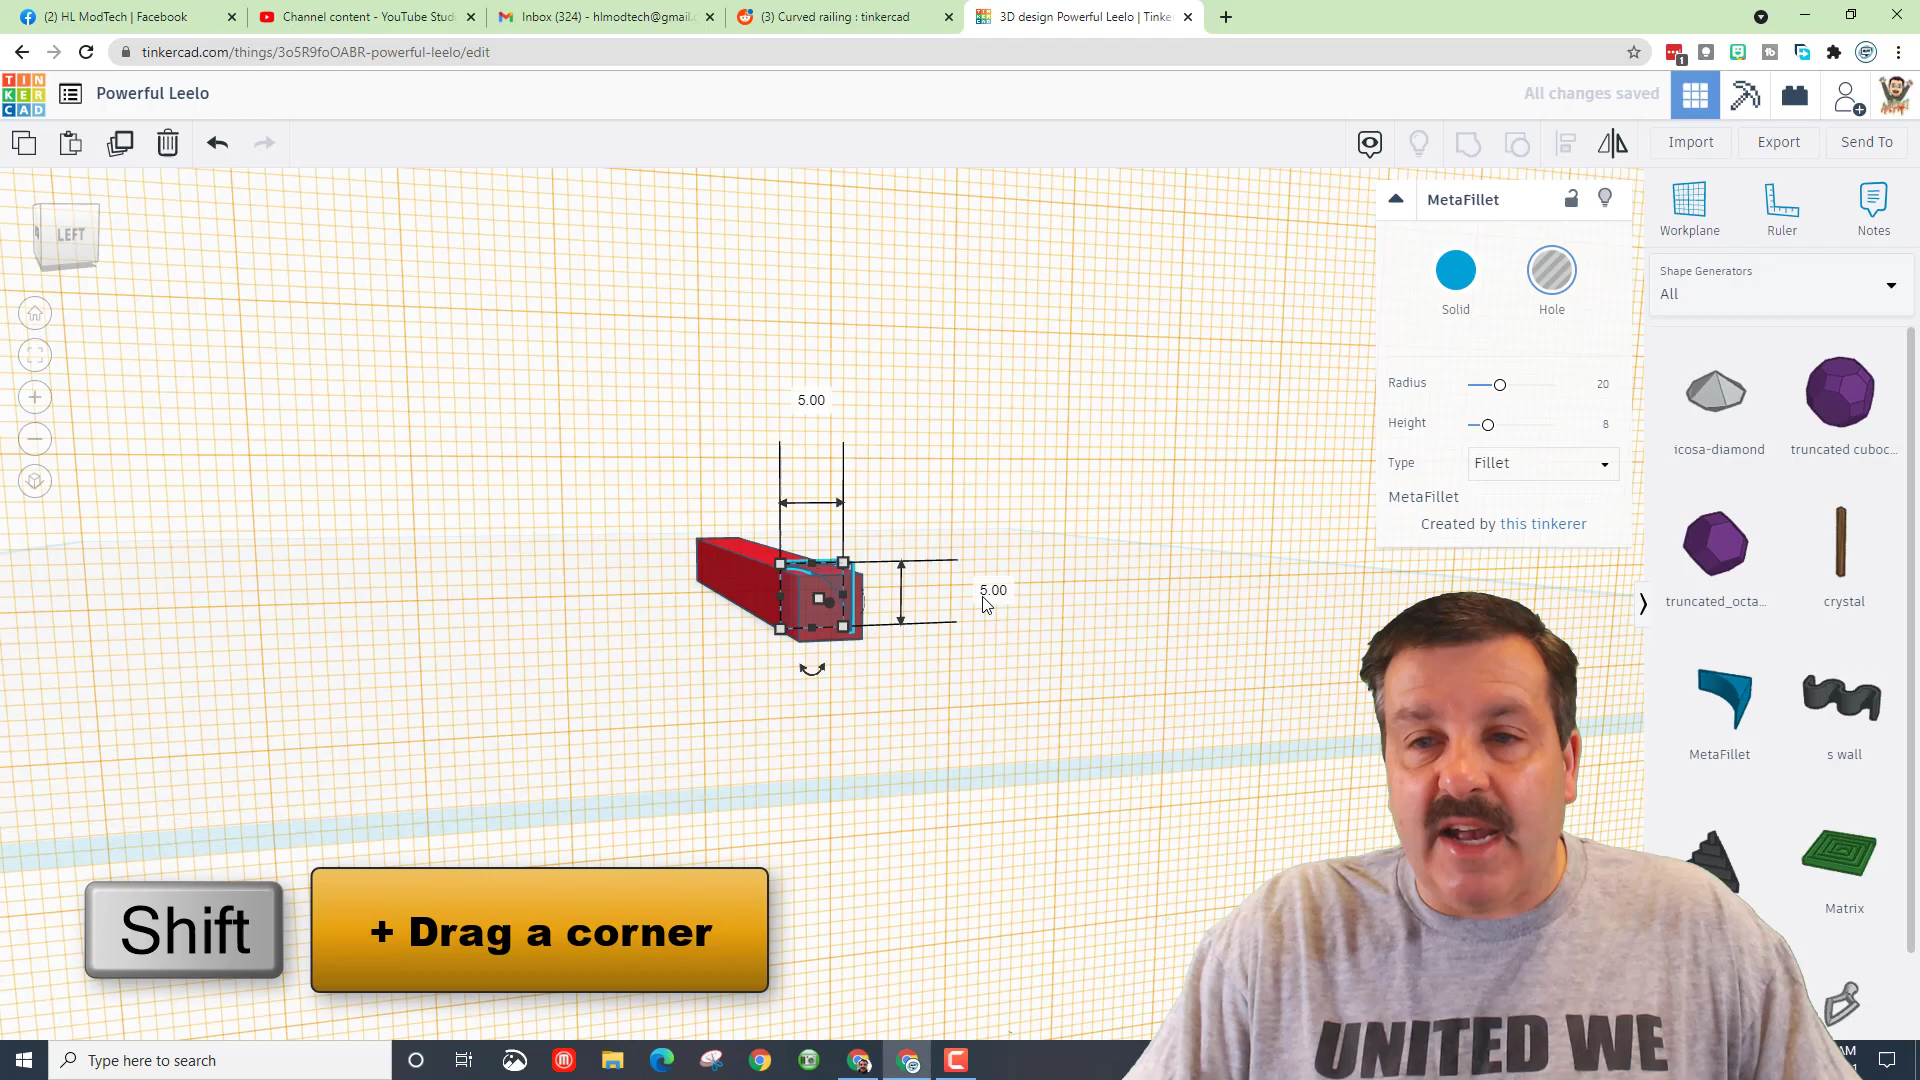 (2) HL ModTech | Facebook
Channel content - YouTube Studi
Inbox (324) - hlmodtech@gmail.
(3) Curved railing : tinkercad
3D design Powerful Leelo | Tinke
tinkercad.com/things/3o5R9foOABR-powerful-leelo/edit
1
TIN
KER
CAD
Powerful Leelo
All changes saved
Import
Export
Send To
LEFT
MetaFillet
Solid
Hole
Radius
20
Height
8
Type
Fillet
MetaFillet
Created by this tinkerer
Workplane
Ruler
Notes
Shape Generators
All
icosa-diamond
truncated cuboc...
truncated_octa...
crystal
MetaFillet
s wall
Matrix
5.00
5.00
Shift
+ Drag a corner
UNITED WE
Type here to search